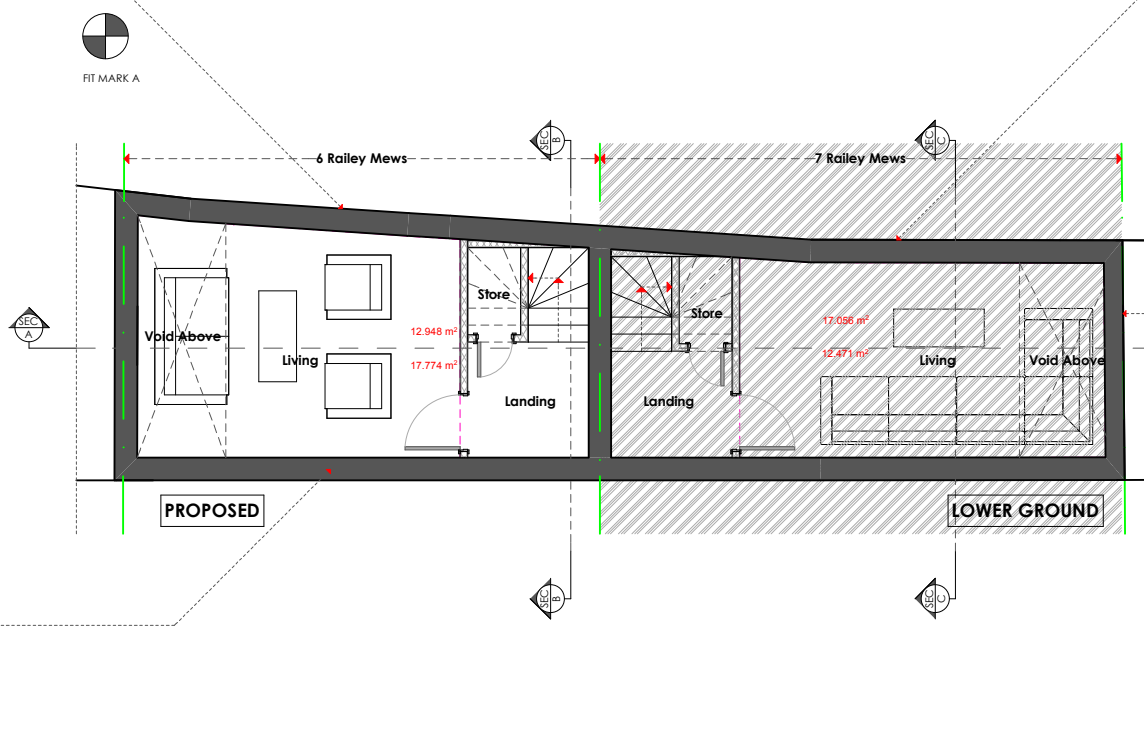 FIT MARK A
6 Railey Mews
SEC B
SEC C
7 Railey Mews
Store
Store
SEC A
Void Above
12.948 m²
17.056 m²
Living
17.774 m²
12.471 m²
Living
Void Above
Landing
Landing
PROPOSED
LOWER GROUND
SEC B
SEC C